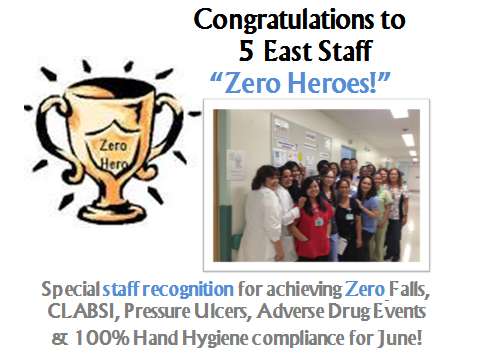 Congratulations to
5 East Staff
“Zero Heroes!”
Zero
Hero
Special staff recognition for achieving Zero Falls,
CLABSI, Pressure Ulcers, Adverse Drug Events
& 100% Hand Hygiene compliance for June!